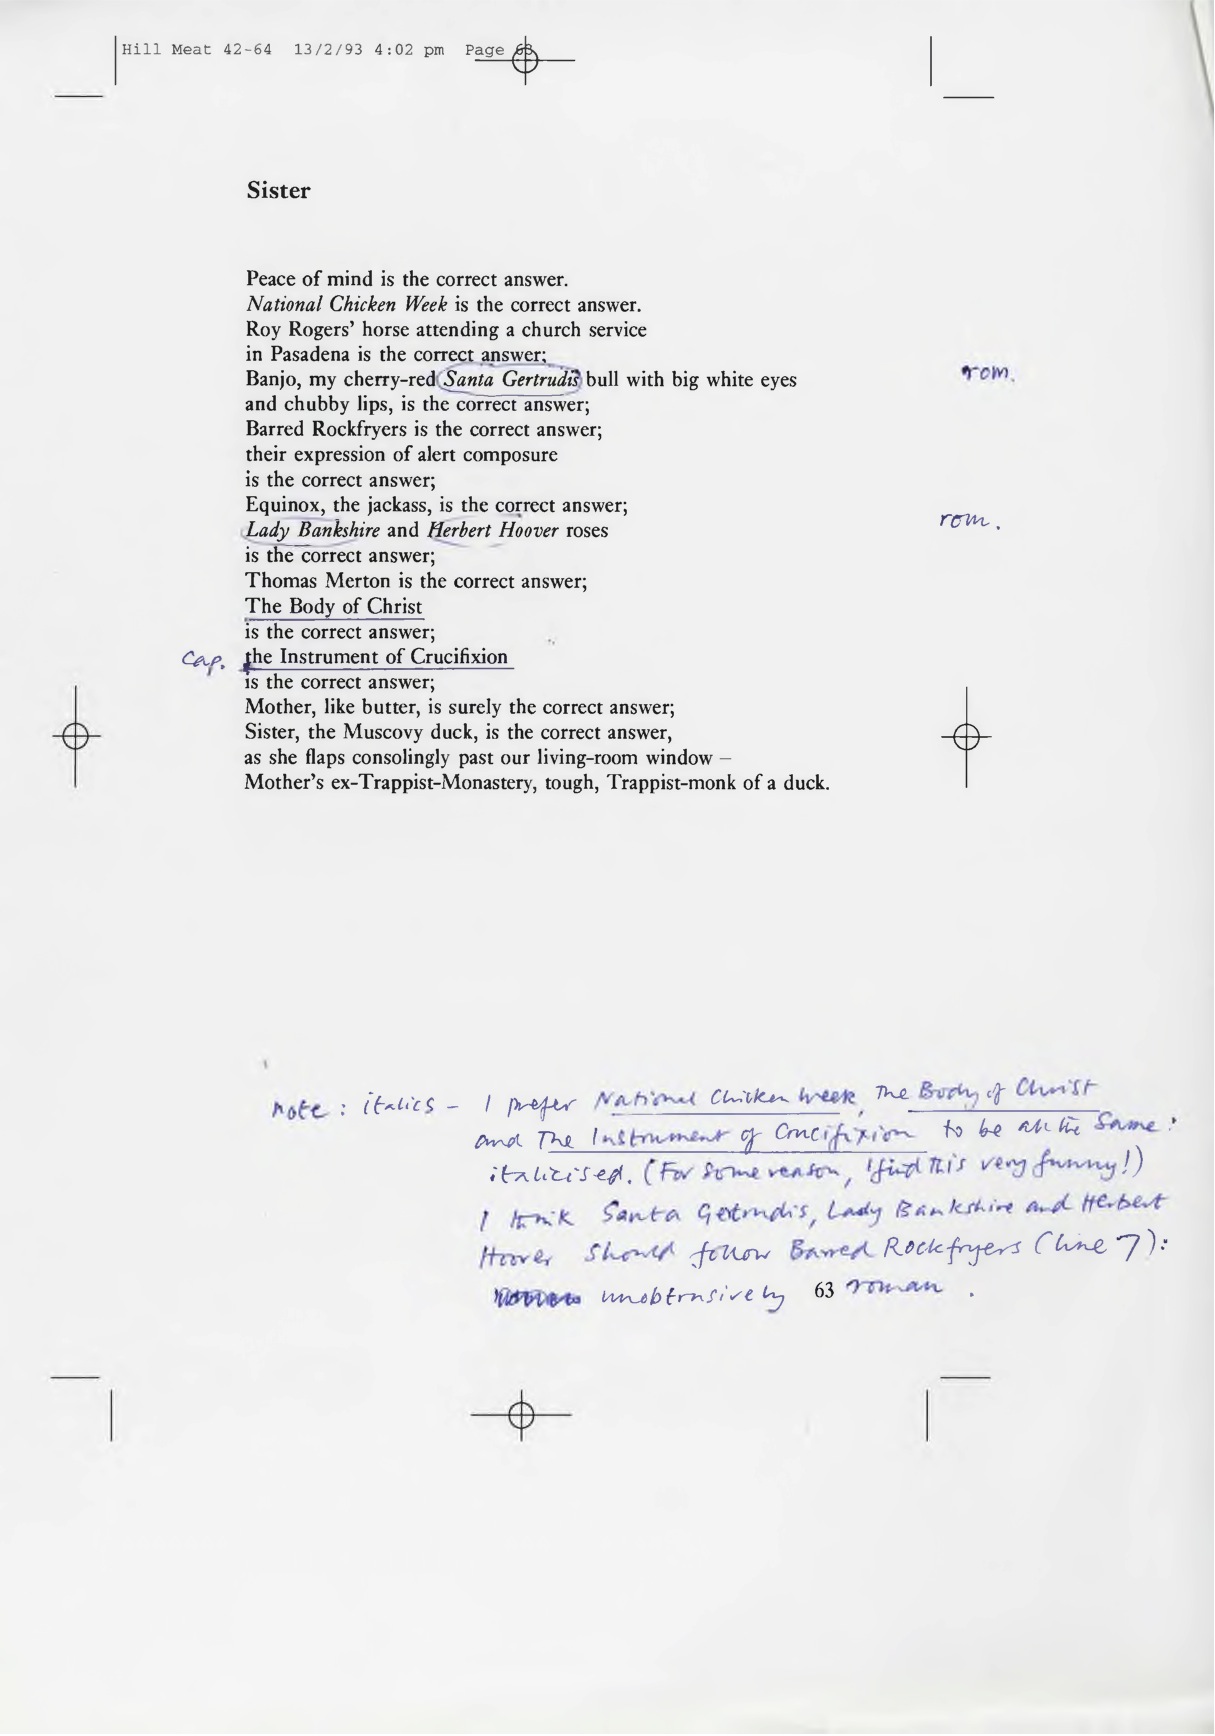 Hill Meat 42-64  13/2/93 4:02 pm  Page 63
Sister
Peace of mind is the correct answer.
National Chicken Week is the correct answer.
Roy Rogers’ horse attending a church service
in Pasadena is the correct answer;
Banjo, my cherry-red Santa Gertrudis bull with big white eyes
rom.
and chubby lips, is the correct answer;
Barred Rockfryers is the correct answer;
their expression of alert composure
is the correct answer;
Equinox, the jackass, is the correct answer;
Lady Bankshire and Herbert Hoover roses
rom.
is the correct answer;
Thomas Merton is the correct answer;
The Body of Christ
is the correct answer;
cap. the Instrument of Crucifixion
is the correct answer;
Mother, like butter, is surely the correct answer;
Sister, the Muscovy duck, is the correct answer,
as she flaps consolingly past our living-room window –
Mother’s ex-Trappist-Monastery, tough, Trappist-monk of a duck.
note : italics – I prefer National Chicken Week, The Body of Christ
and The Instrument of Crucifixion to be all the same :
italicised. (For some reason, I find this very funny!)
I think Santa Gertrudis, Lady Bankshire and Herbert
Hoover should follow Barred Rockfryers (line 7):
unobtrusively roman .
63